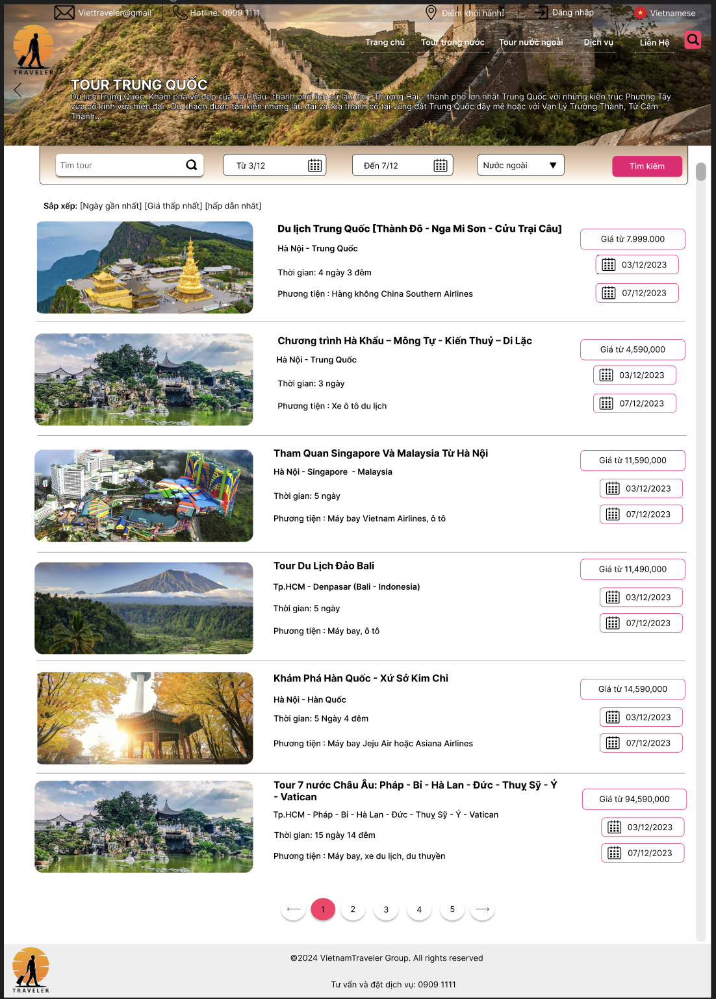 Viettraveler@gmail
Hotline: 0909 1111
Điểm khởi hành
Đăng nhập
Vietnamese
TRAVELER
Trang chủ
Tour trong nước
Tour nước ngoài
Dịch vụ
Liên Hệ
TOUR TRUNG QUỐC
Du lịch Trung Quốc. Khám phá vẻ đẹp của Tô Châu- thành phố lịch sử lâu đời , Thượng Hải - thành phố lớn nhất Trung Quốc với những kiến trúc Phương Tây
vừa cổ kính vừa hiện đại . Du khách được tận kiến những lâu đài và tòa thành cổ tại vùng đất Trung Quốc đầy mê hoặc với Vạn Lý Trường Thành, Tử Cấm
Thành...
Tìm tour
Từ 3/12
Đến 7/12
Nước ngoài
Tìm kiếm
Sắp xếp: [Ngày gần nhất] [Giá thấp nhất] [hấp dẫn nhât]
Du lịch Trung Quốc [Thành Đô - Nga Mi Sơn - Cửu Trại Câu]
Hà Nội - Trung Quốc
Thời gian: 4 ngày 3 đêm
Phương tiện : Hàng không China Southern Airlines
Giá từ 7.999.000
03/12/2023
07/12/2023
Chương trình Hà Khẩu – Mông Tự - Kiến Thuỷ – Di Lặc
Hà Nội - Trung Quốc
Thời gian: 3 ngày
Phương tiện : Xe ô tô du lịch
Giá từ 4,590,000
03/12/2023
07/12/2023
Tham Quan Singapore Và Malaysia Từ Hà Nội
Hà Nội - Singapore - Malaysia
Thời gian: 5 ngày
Phương tiện : Máy bay Vietnam Airlines, ô tô
Giá từ 11,590,000
03/12/2023
07/12/2023
Tour Du Lịch Đảo Bali
Tp.HCM - Denpasar (Bali - Indonesia)
Thời gian: 5 ngày
Phương tiện : Máy bay, ô tô
Giá từ 11,490,000
03/12/2023
07/12/2023
Khám Phá Hàn Quốc - Xứ Sở Kim Chi
Hà Nội - Hàn Quốc
Thời gian: 5 Ngày 4 đêm
Phương tiện : Máy bay Jeju Air hoặc Asiana Airlines
Giá từ 14,590,000
03/12/2023
07/12/2023
Tour 7 nước Châu Âu: Pháp - Bỉ - Hà Lan - Đức - Thuỵ Sỹ - Ý
- Vatican
Tp.HCM - Pháp - Bỉ - Hà Lan - Đức - Thuỵ Sỹ - Ý - Vatican
Thời gian: 15 ngày 14 đêm
Phương tiện : Máy bay, xe du lịch, du thuyền
Giá từ 94,590,000
03/12/2023
07/12/2023
1 2 3 4 5
TRAVELER
©2024 VietnamTraveler Group. All rights reserved
Tư vấn và đặt dịch vụ: 0909 1111